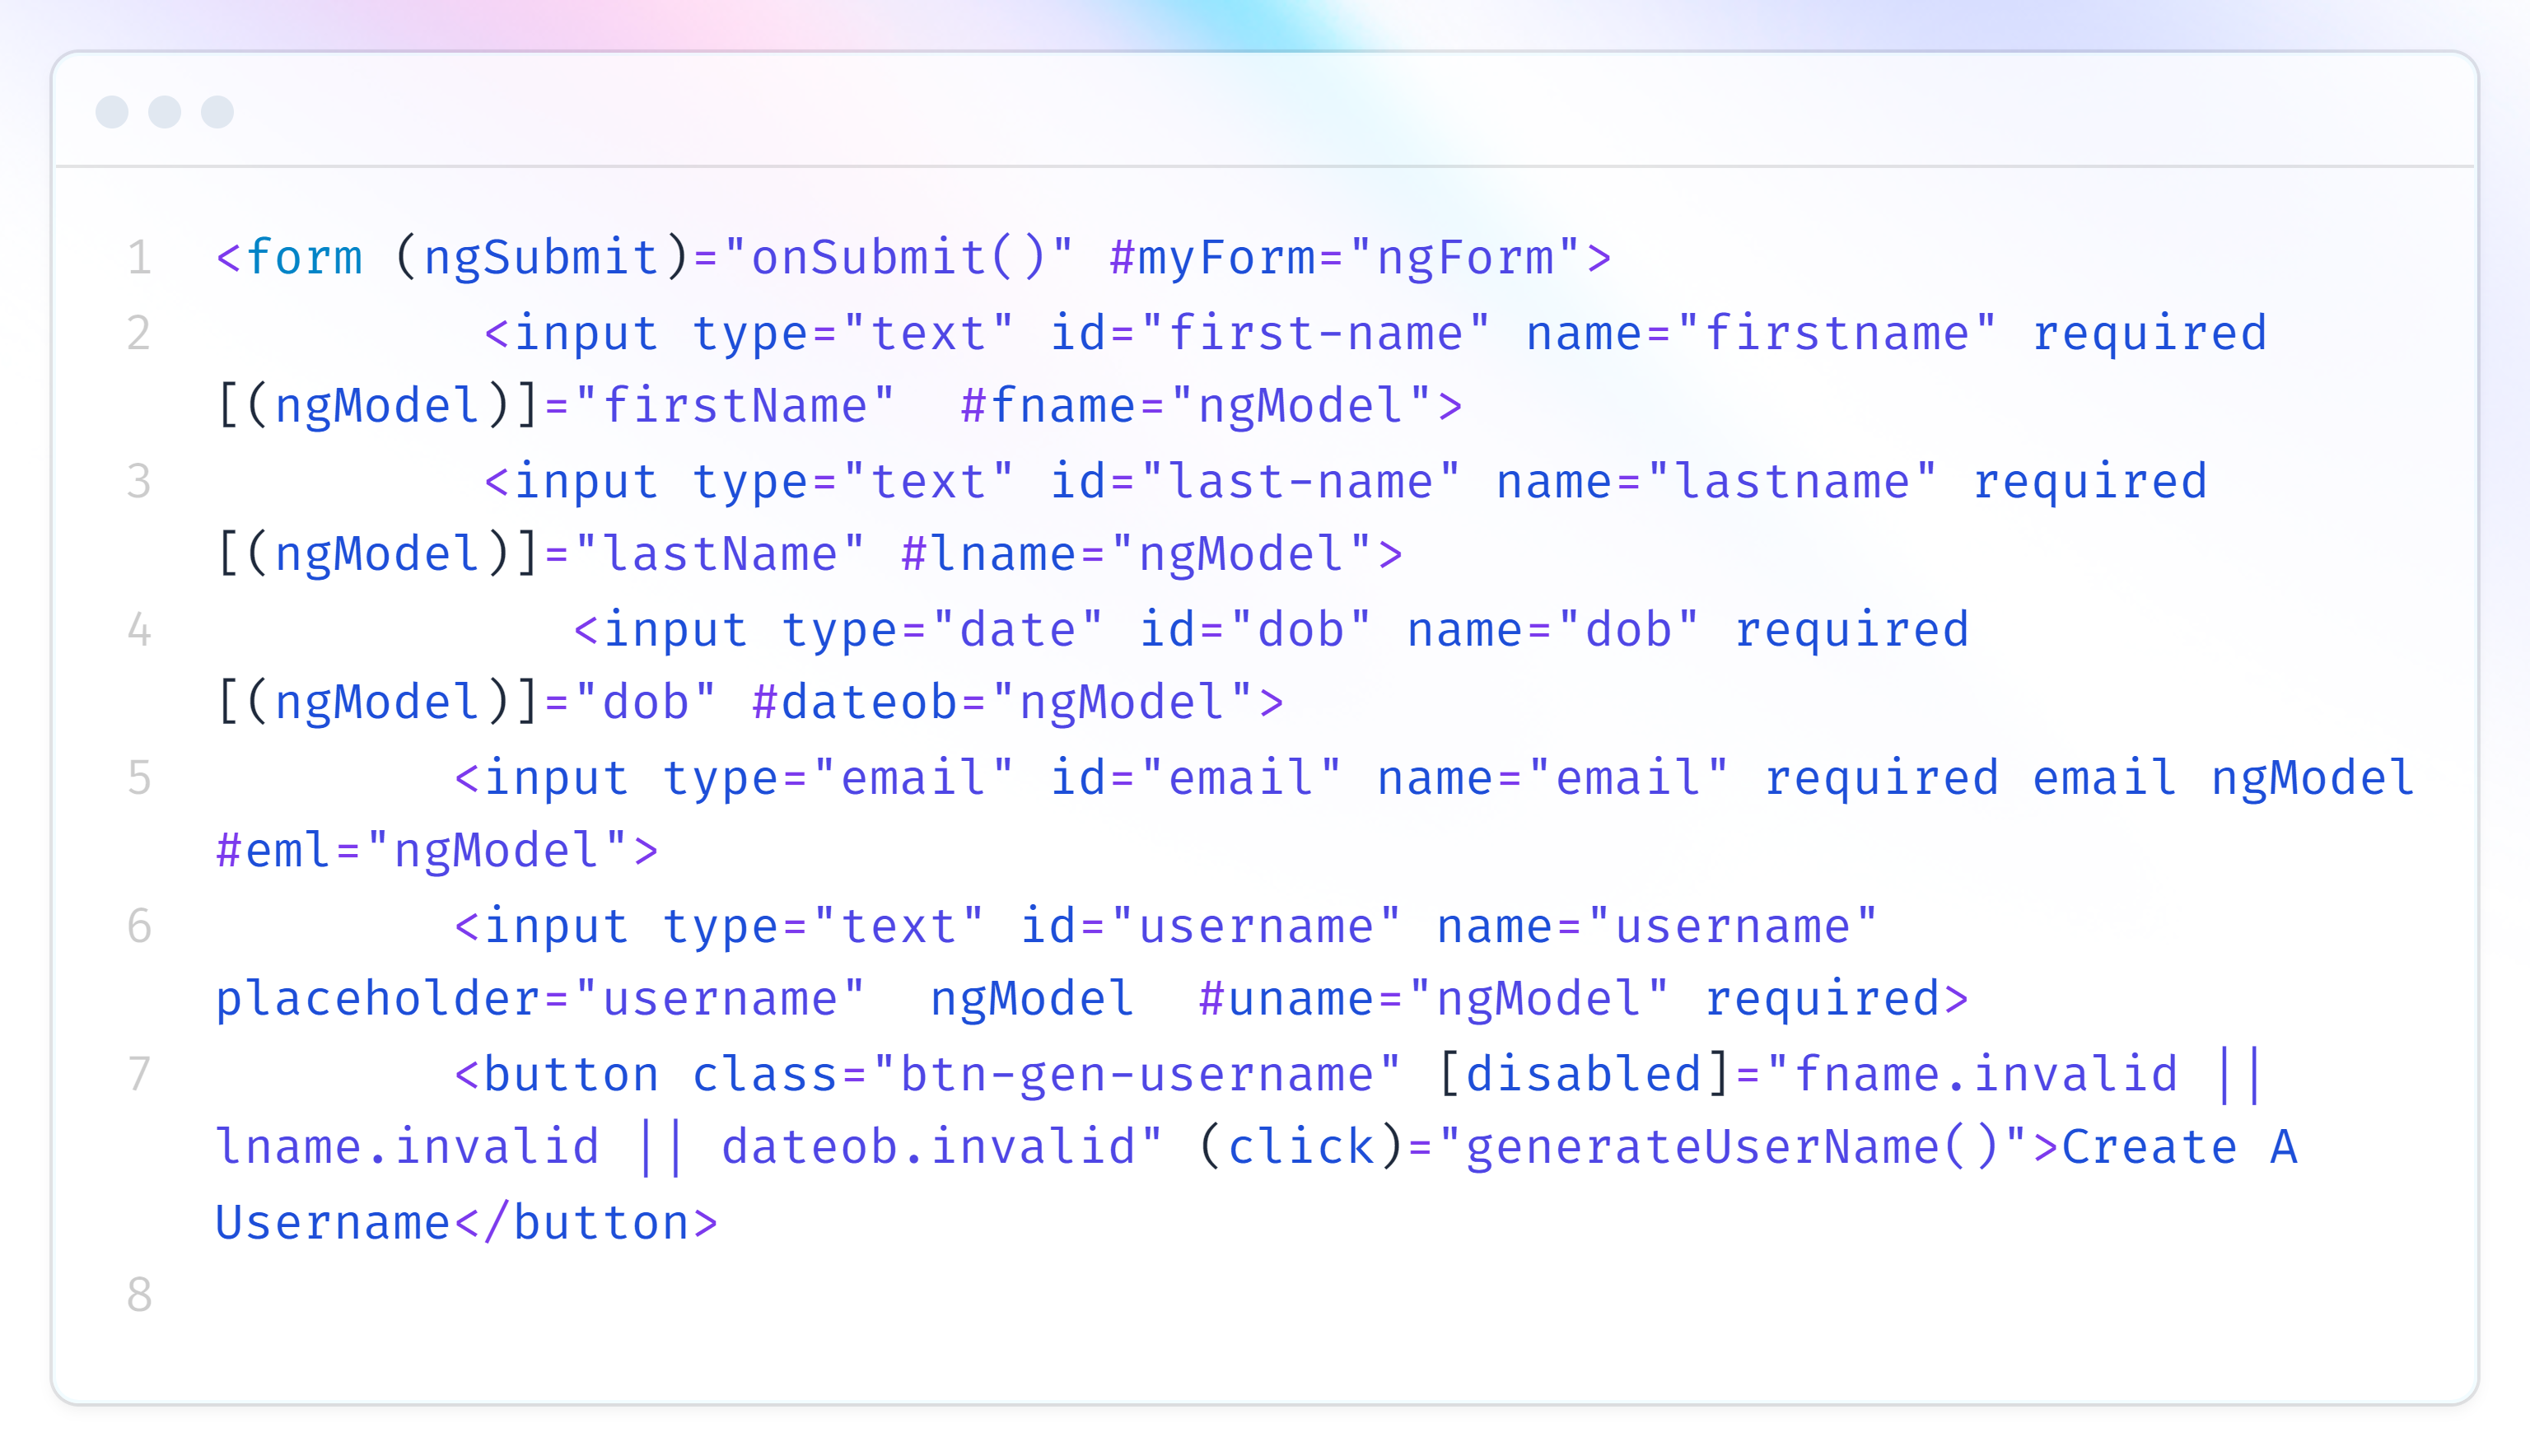 1 <form (ngSubmit)="onSubmit()" #myForm="ngForm">
2 <input type="text" id="first-name" name="firstname" required
[(ngModel)]="firstName"  #fname="ngModel">
3 <input type="text" id="last-name" name="lastname" required
[(ngModel)]="lastName" #lname="ngModel">
4 <input type="date" id="dob" name="dob" required
[(ngModel)]="dob" #dateob="ngModel">
5 <input type="email" id="email" name="email" required email ngModel
#eml="ngModel">
6 <input type="text" id="username" name="username"
placeholder="username"  ngModel  #uname="ngModel" required>
7 <button class="btn-gen-username" [disabled]="fname.invalid ||
lname.invalid || dateob.invalid" (click)="generateUserName()">Create A
Username</button>
8